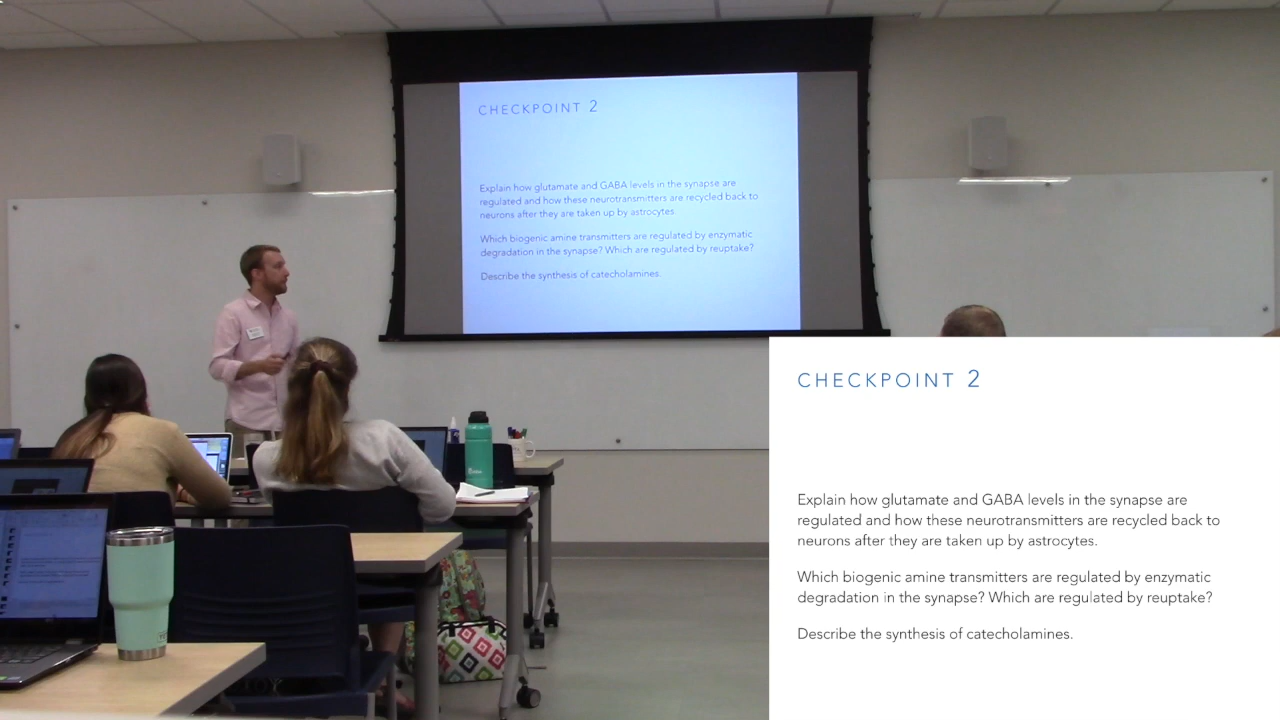 CHECKPOINT 2
Explain how glutamate and GABA levels in the synapse are
regulated and how these neurotransmitters are recycled back to
neurons after they are taken up by astrocytes.
Which biogenic amine transmitters are regulated by enzymatic
degradation in the synapse? Which are regulated by reuptake?
Describe the synthesis of catecholamines.
CHECKPOINT 2
Explain how glutamate and GABA levels in the synapse are
regulated and how these neurotransmitters are recycled back to
neurons after they are taken up by astrocytes.
Which biogenic amine transmitters are regulated by enzymatic
degradation in the synapse? Which are regulated by reuptake?
Describe the synthesis of catecholamines.